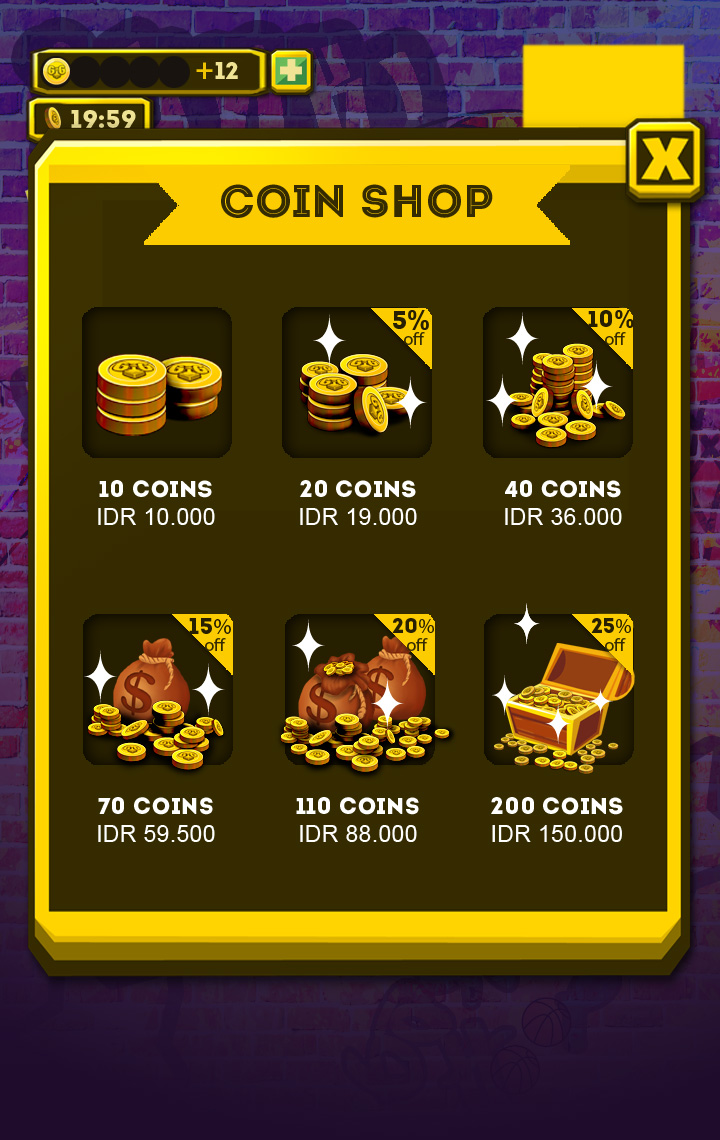 +12
19:59
X
COIN SHOP
5%
off
10%
off
10 COINS
IDR 10.000
20 COINS
IDR 19.000
40 COINS
IDR 36.000
15%
off
20%
off
25%
off
$
$
$
70 COINS
IDR 59.500
110 COINS
IDR 88.000
200 COINS
IDR 150.000